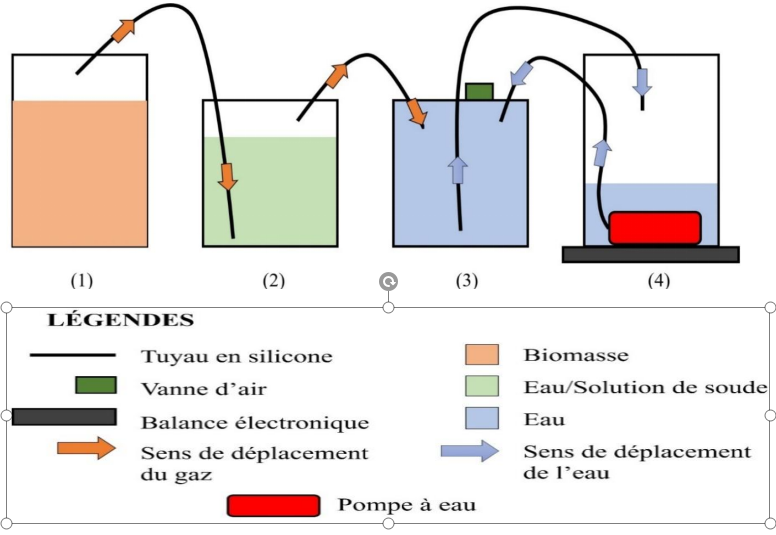 (1) (2) (3) (4)
LÉGENDES
Tuyau en silicone
Vanne d'air
Balance électronique
Sens de déplacement
du gaz
Biomasse
Eau/Solution de soude
Eau
Sens de déplacement
de l'eau
Pompe à eau